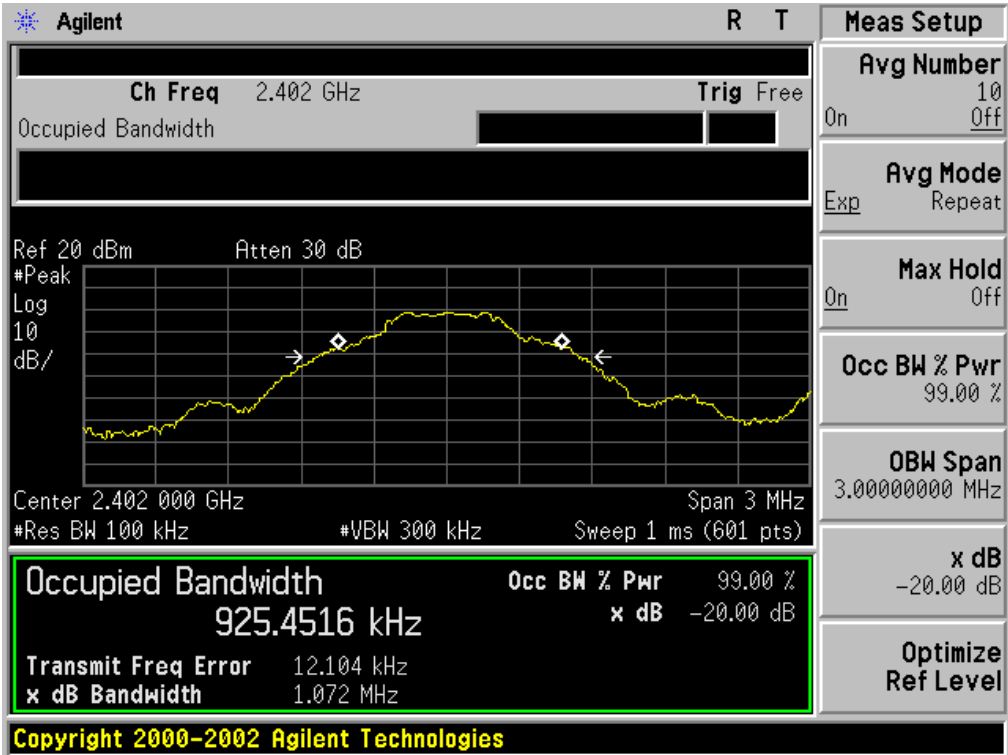 Agilent R T
Meas Setup
Ch Freq 2.402 GHz Trig Free
Occupied Bandwidth
Ref 20 dBm Atten 30 dB
#Peak
Log
10
dB/
Center 2.402 000 GHz Span 3 MHz
#Res BW 100 kHz #VBW 300 kHz Sweep 1 ms (601 pts)
Occupied Bandwidth
925.4516 kHz
Occ BW % Pwr 99.00 %
x dB -20.00 dB
Transmit Freq Error 12.104 kHz
x dB Bandwidth 1.072 MHz
Avg Number
10
On Off
Avg Mode
Exp Repeat
Max Hold
On Off
Occ BW % Pwr
99.00 %
OBW Span
3.00000000 MHz
x dB
-20.00 dB
Optimize
Ref Level
Copyright 2000-2002 Agilent Technologies